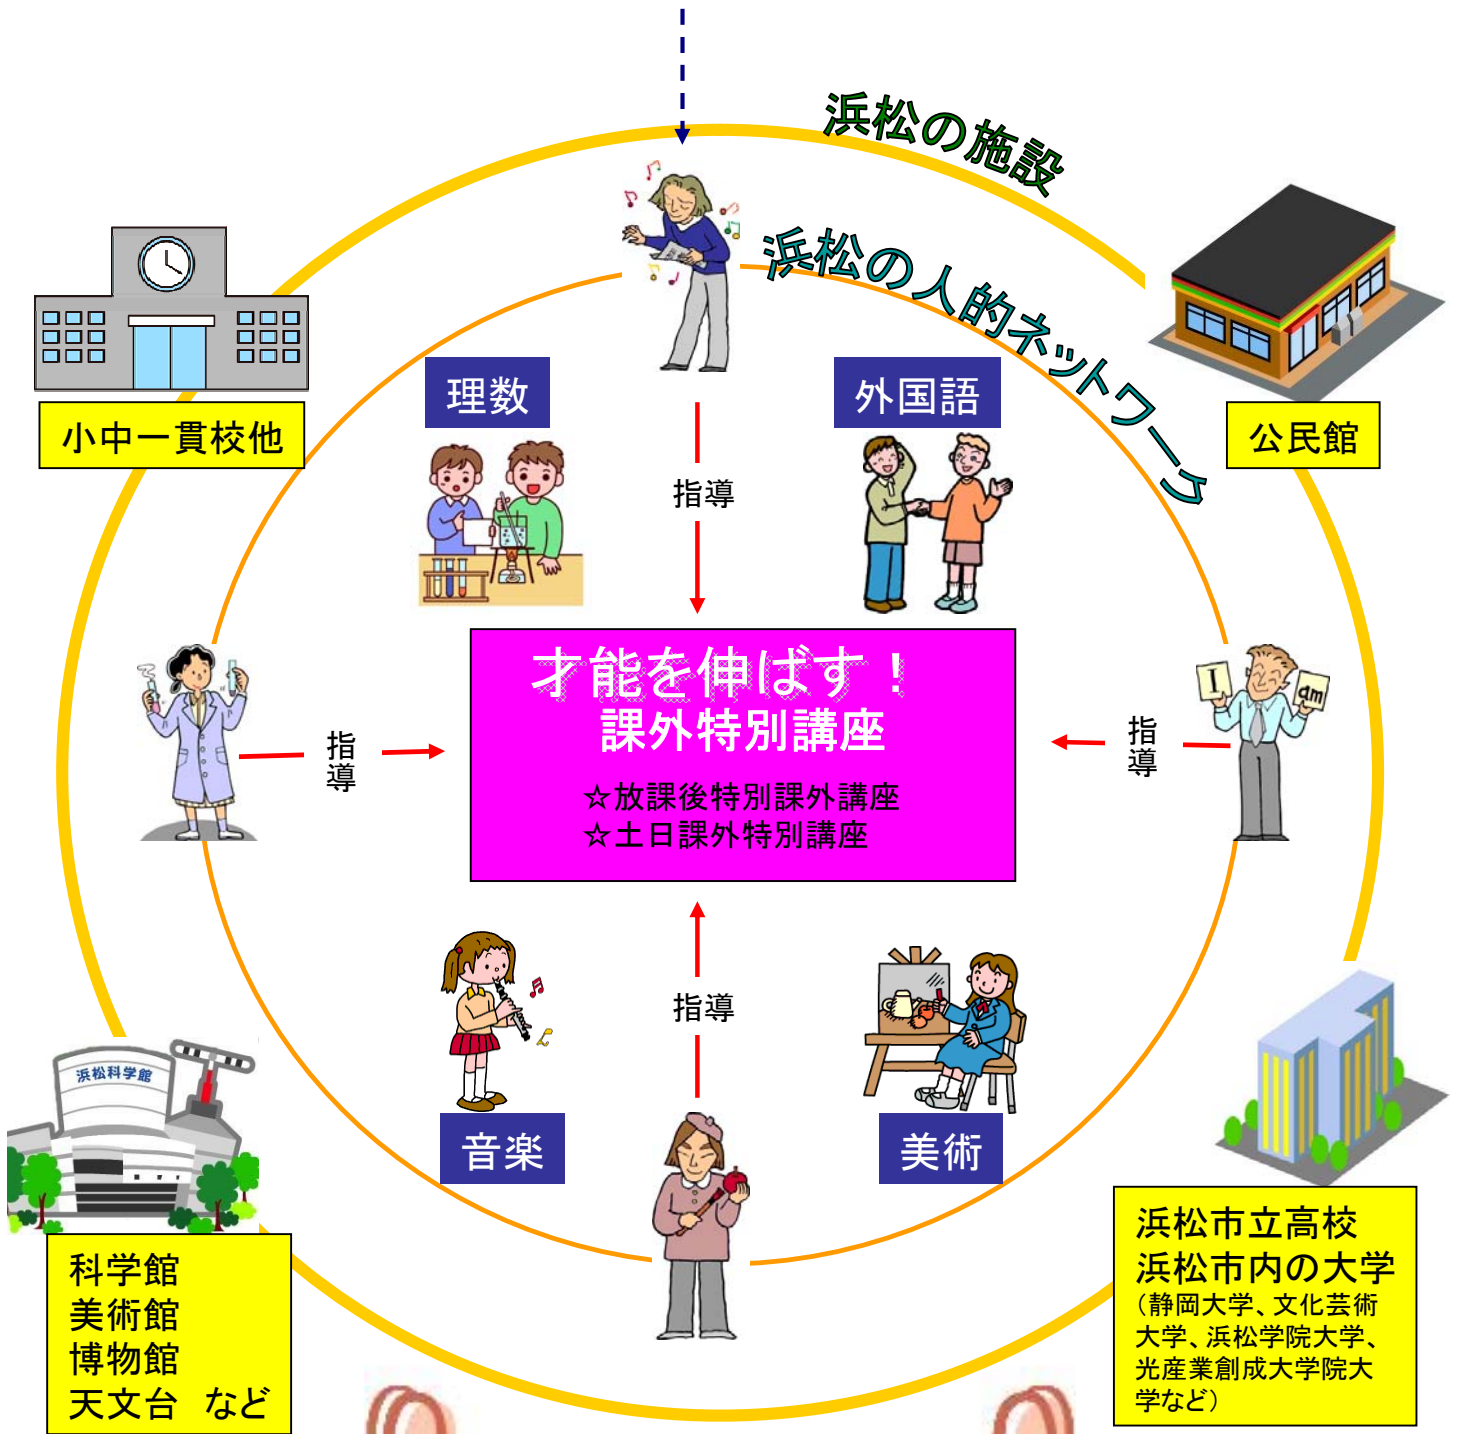 浜松の施設
浜松の人的ネットワーク
小中一貫校他
公民館
理数
外国語
指導
才能を伸ばす！
課外特別講座
☆放課後特別課外講座
☆土日課外特別講座
指導
指導
I
am
指導
音楽
美術
浜松科学館
科学館
美術館
博物館
天文台　など
浜松市立高校
浜松市内の大学
（静岡大学、文化芸術
大学、浜松学院大学、
光産業創成大学院大
学など）